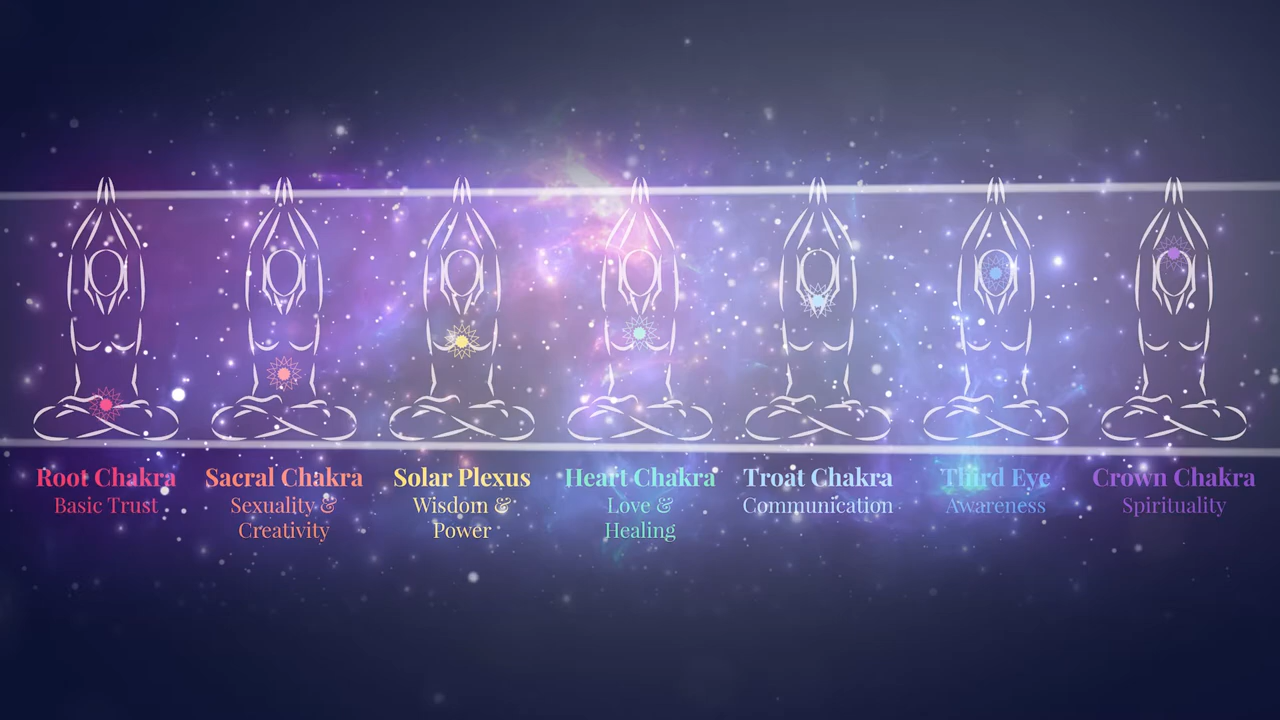 Root Chakra
Basic Trust
Sacral Chakra
Sexuality &
Creativity
Solar Plexus
Wisdom &
Power
Heart Chakra
Love &
Healing
Troat Chakra
Communication
Third Eye
Awareness
Crown Chakra
Spirituality